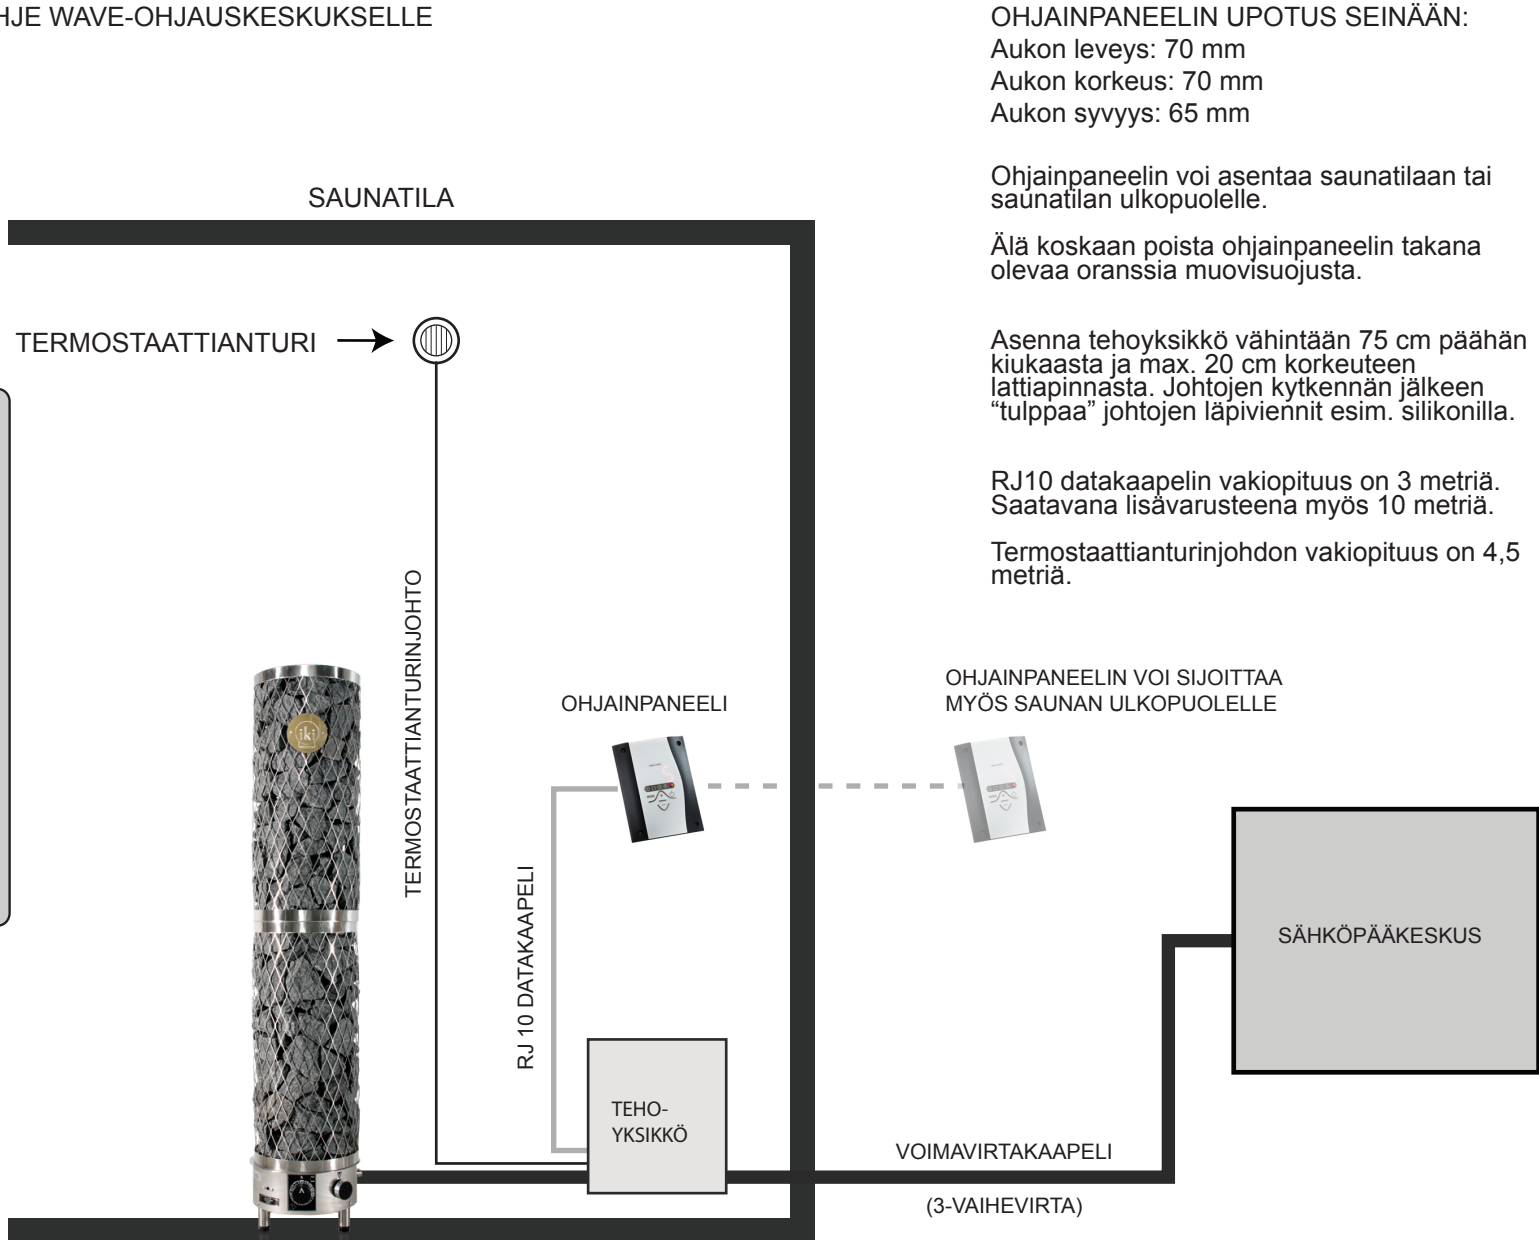 HJE WAVE-OHJAUSKESKUKSELLE
OHJAINPANEELIN UPOTUS SEINÄÄN:
Aukon leveys: 70 mm
Aukon korkeus: 70 mm
Aukon syvyys: 65 mm
Ohjainpaneelin voi asentaa saunatilaan tai
saunatilan ulkopuolelle.
Älä koskaan poista ohjainpaneelin takana
olevaa oranssia muovisuojusta.
Asenna tehoyksikkö vähintään 75 cm päähän
kiukaasta ja max. 20 cm korkeuteen
lattiapinnasta. Johtojen kytkennän jälkeen
“tulppaa” johtojen läpiviennit esim. silikonilla.
RJ10 datakaapelin vakiopituus on 3 metriä.
Saatavana lisävarusteena myös 10 metriä.
Termostaattianturinjohdon vakiopituus on 4,5
metriä.
SAUNATILA
TERMOSTAATTIANTURI
TERMOSTAATTIANTURINJOHTO
iki
OHJAINPANEELI
OHJAINPANEELIN VOI SIJOITTAA
MYÖS SAUNAN ULKOPUOLELLE
RJ 10 DATAKAAPELI
TEHO-
YKSIKKÖ
SÄHKÖPÄÄKESKUS
VOIMAVIRTAKAAPELI
(3-VAIHEVIRTA)